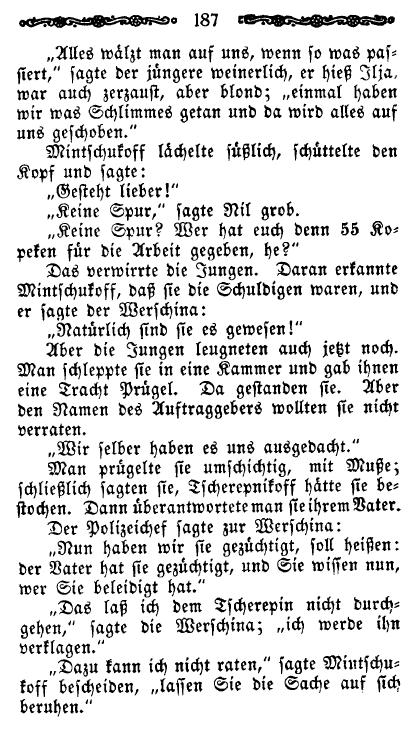 187
„Alles wälzt man auf uns, wenn so was pas-
siert,“ sagte der jüngere weinerlich, er hieß Ilja,
war auch zerzaust, aber blond; „einmal haben
wir was Schlimmes getan und da wird alles auf
uns geschoben.“
Mintschukoff lächelte süßlich, schüttelte den
Kopf und sagte:
„Gesteht lieber!“
„Keine Spur,“ sagte Nil grob.
„Keine Spur? Wer hat euch denn 55 Ko-
peken für die Arbeit gegeben, he?“
Das verwirrte die Jungen. Daran erkannte
Mintschukoff, daß sie die Schuldigen waren, und
er sagte der Werschina:
„Natürlich sind sie es gewesen!“
Aber die Jungen leugneten auch jetzt noch.
Man schleppte sie in eine Kammer und gab ihnen
eine Tracht Prügel. Da gestanden sie. Aber
den Namen des Auftraggebers wollten sie nicht
verraten.
„Wir selber haben es uns ausgedacht.“
Man prügelte sie umschichtig, mit Muße;
schließlich sagten sie, Tscherepnikoff hätte sie be-
stochen. Dann überantwortete man sie ihrem Vater.
Der Polizeichef sagte zur Werschina:
„Nun haben wir sie gezüchtigt, soll heißen:
der Vater hat sie gezüchtigt, und Sie wissen nun,
wer Sie beleidigt hat.“
„Das laß ich dem Tscherepin nicht durch-
gehen,“ sagte die Werschina; „ich werde ihn
verklagen.“
„Dazu kann ich nicht raten,“ sagte Mintschu-
koff bescheiden, „lassen Sie die Sache auf sich
beruhen.“